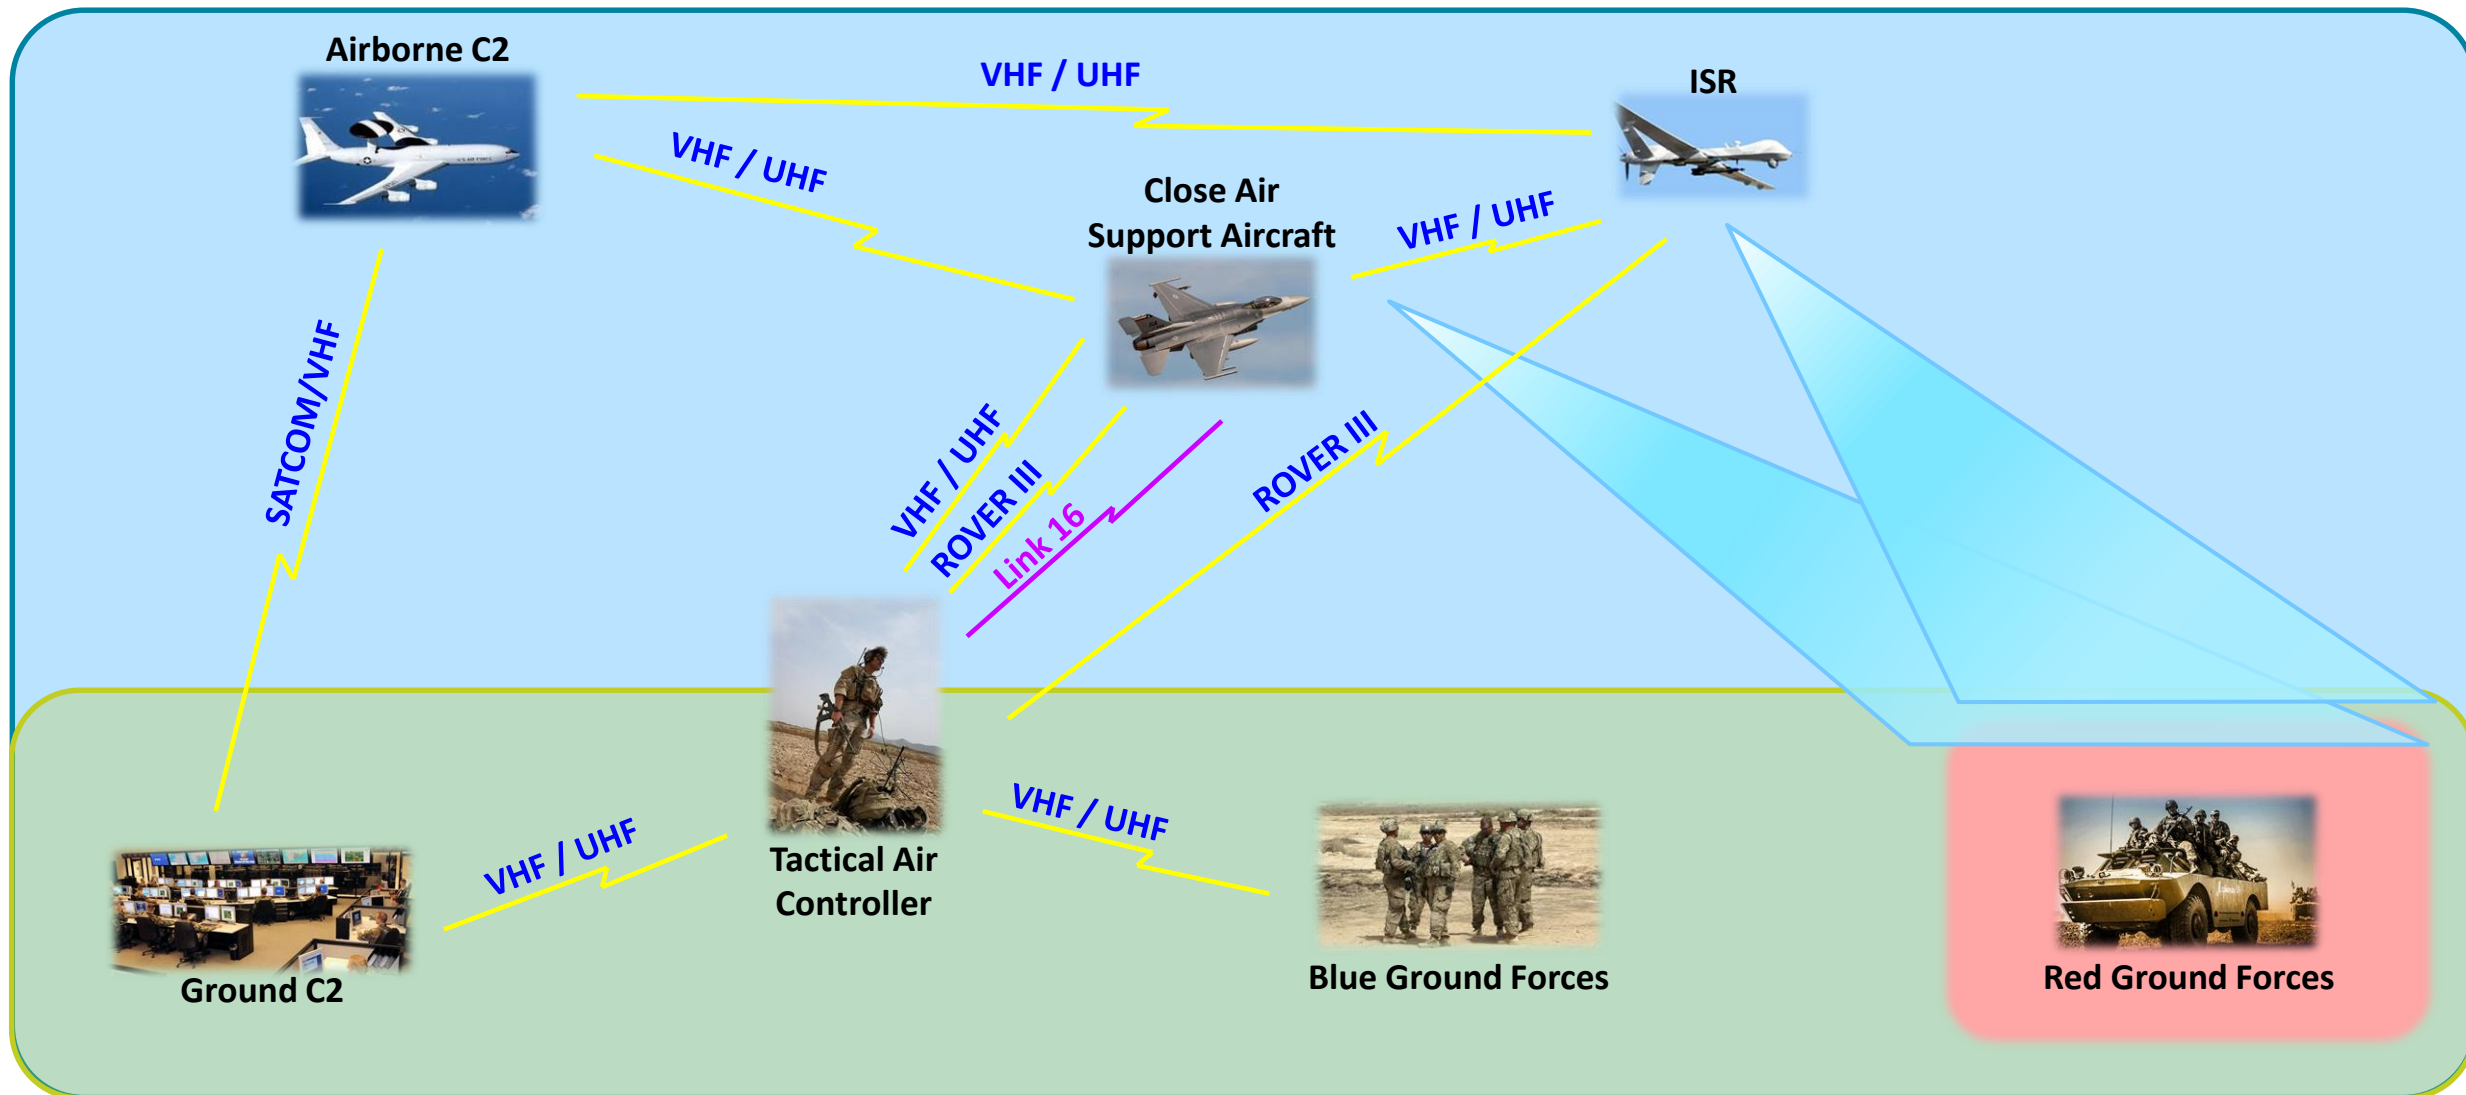 Airborne C2
VHF / UHF
ISR
VHF / UHF
Close Air
Support Aircraft
VHF / UHF
SATCOM/VHF
VHF / UHF
ROVER III
Link 16
ROVER III
VHF / UHF
VHF / UHF
Tactical Air
Controller
Ground C2
Blue Ground Forces
Red Ground Forces